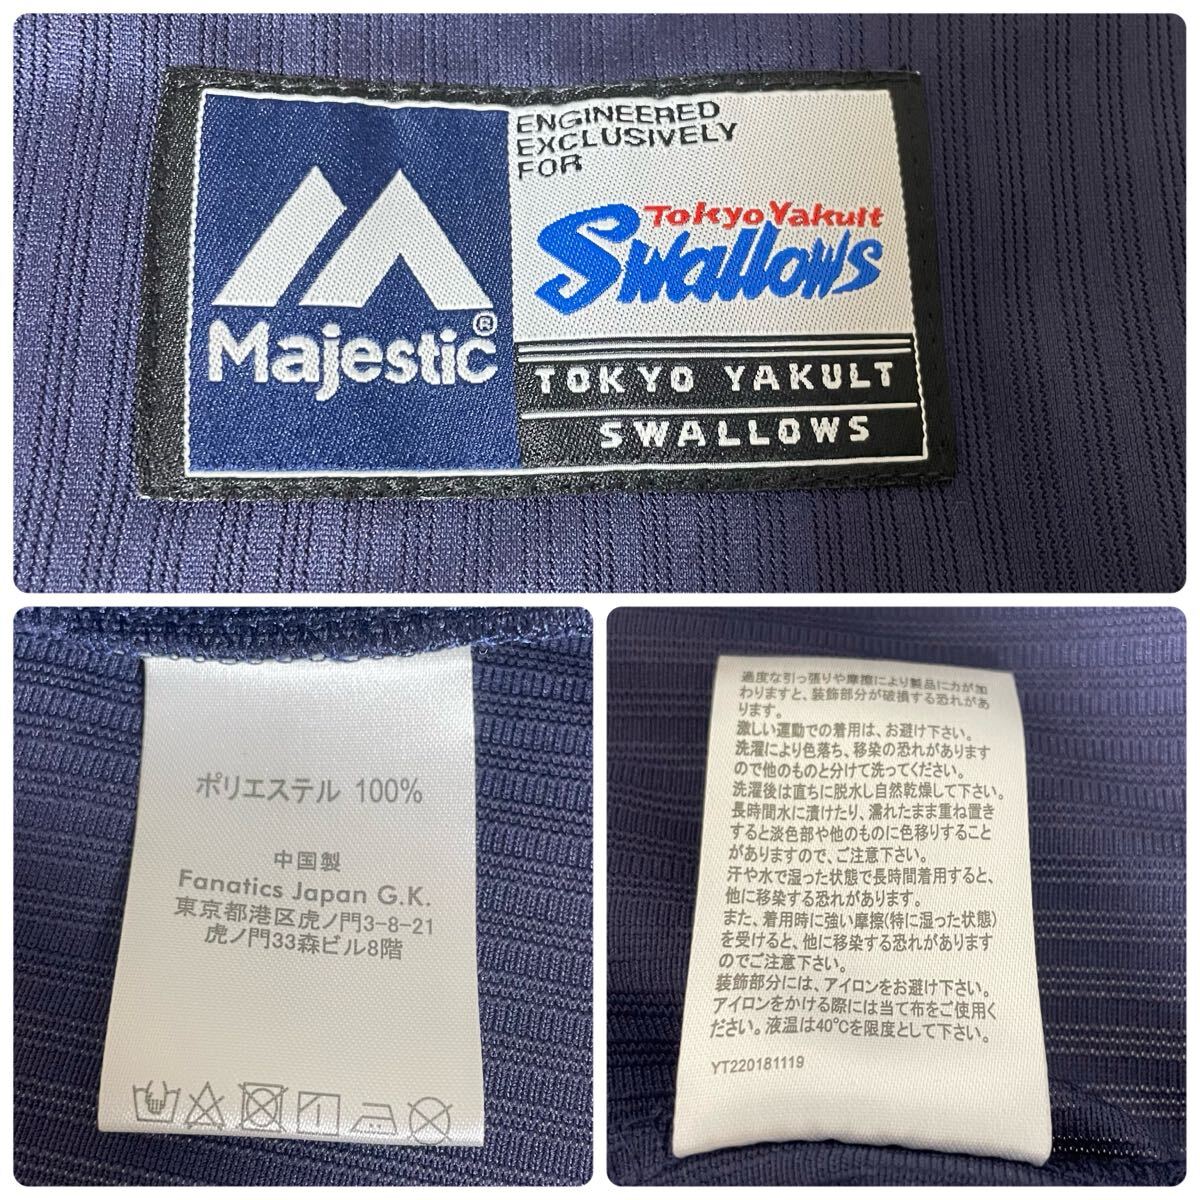 ENGINEERED
EXCLUSIVELY
FOR
Tokyo Yakult
Swallows
Majestic®
TOKYO YAKULT
SWALLOWS
ポリエステル 100%
中国製
Fanatics Japan G.K.
東京都港区虎ノ門3-8-21
虎ノ門33森ビル8階
過度な引っ張りや摩擦により製品に力が加
わりますと、装飾部分が破損する恐れがあ
ります。
激しい運動での着用は、お避け下さい。
洗濯により色落ち、移染の恐れがあります
ので他のものと分けて洗ってください。
洗濯後は直ちに脱水し自然乾燥して下さい。
長時間水に漬けたり、濡れたまま重ね置き
すると淡色部や他のものに色移りすること
がありますので、ご注意下さい。
汗や水で湿った状態で長時間着用すると、
他に移染する恐れがあります。
また、着用時に強い摩擦(特に湿った状態)
を受けると、他に移染する恐れがあります
のでご注意下さい。
装飾部分には、アイロンをお避け下さい。
アイロンをかける際には当て布をご使用く
ださい。液温は40℃を限度として下さい。
YT220181119